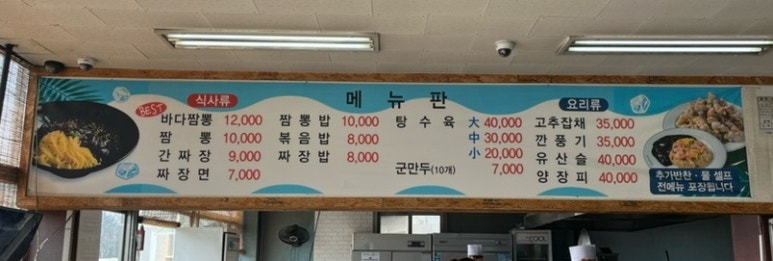 메뉴판
식사류
BEST
바다짬뽕 12,000
짬뽕 10,000
간짜장 9,000
짜장면 7,000
짬뽕밥 10,000
볶음밥 8,000
짜장밥 8,000
탕수육 大 40,000
中 30,000
小 20,000
군만두(10개) 7,000
요리류
고추잡채 35,000
깐풍기 35,000
유산슬 40,000
양장피 40,000
추가반찬·물 셀프
전메뉴 포장됩니다